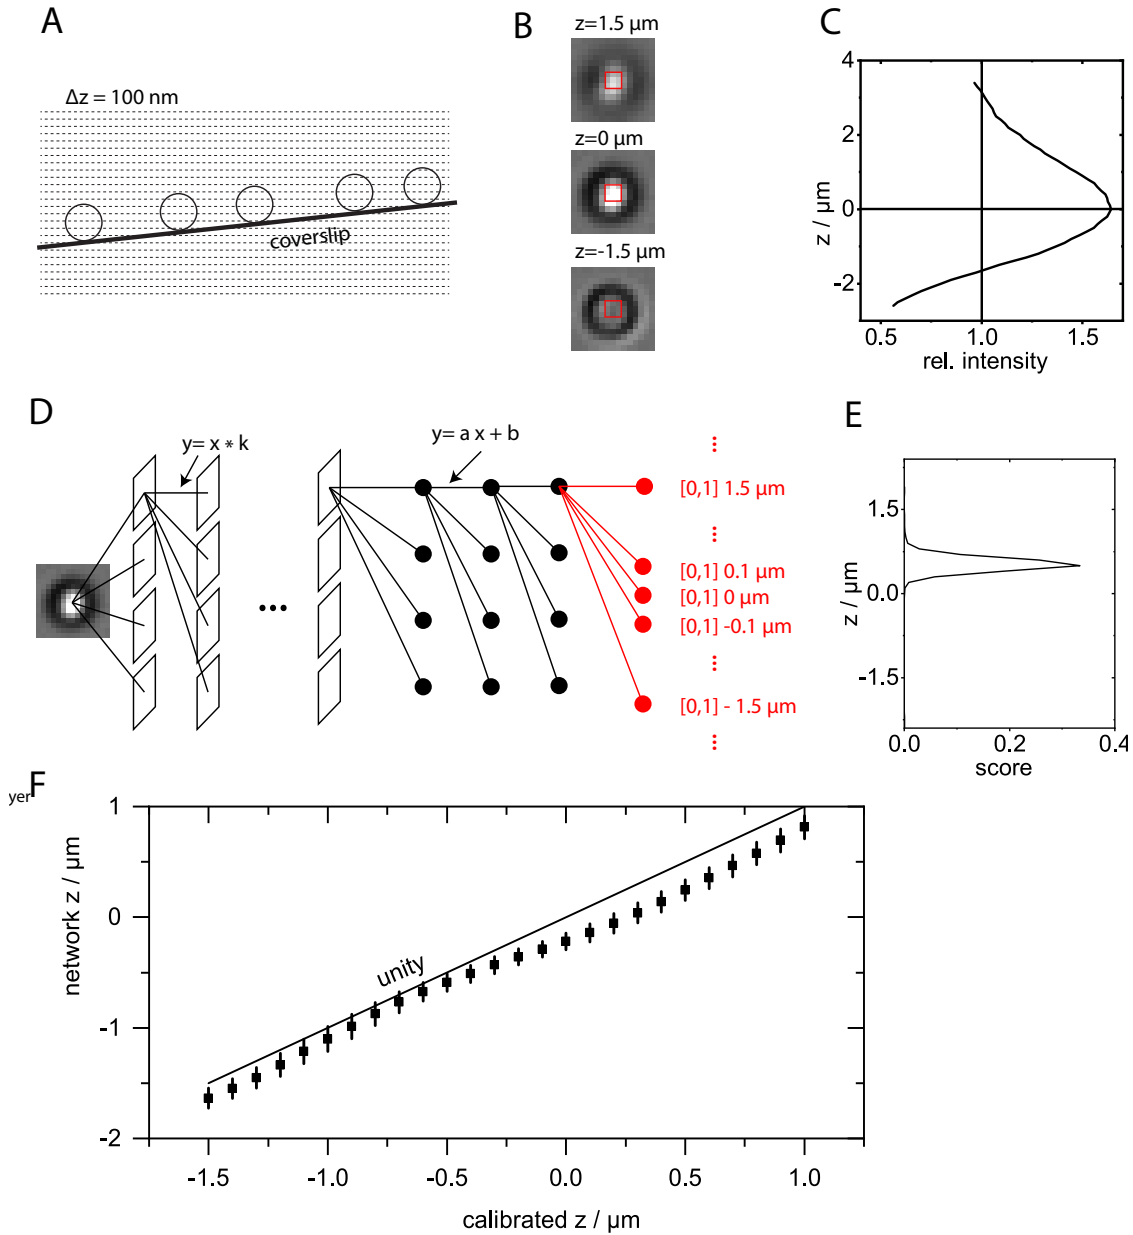 A
Δz = 100 nm
coverslip
B
z=1.5 µm
z=0 µm
z=-1.5 µm
C
4
2
0
-2
z / µm
0.5
1.0
1.5
rel. intensity
D
y= x * k
y= a x + b
[0,1] 1.5 µm
[0,1] 0.1 µm
[0,1] 0 µm
[0,1] -0.1 µm
[0,1] - 1.5 µm
E
1.5
0.0
-1.5
z / µm
0.0
0.2
0.4
score
yer
F
1
0
-1
-2
network z / µm
unity
-1.5
-1.0
-0.5
0.0
0.5
1.0
calibrated z / µm